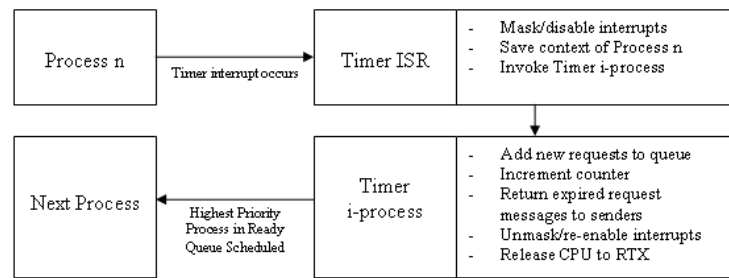 Process n
Timer interrupt occurs
Timer ISR
- Mask/disable interrupts
- Save context of Process n
- Invoke Timer i-process
Next Process
Highest Priority
Process in Ready
Queue Scheduled
Timer
i-process
- Add new requests to queue
- Increment counter
- Return expired request
messages to senders
- Unmask/re-enable interrupts
- Release CPU to RTX